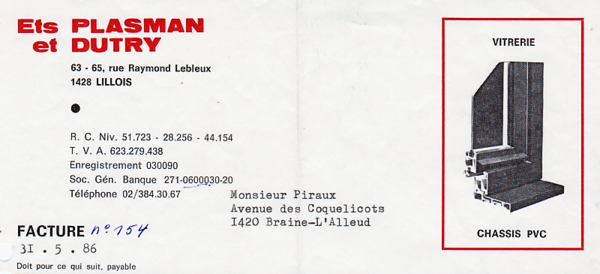 Ets PLASMAN
et DUTRY
63 - 65, rue Raymond Lebleux
1428 LILLOIS
R. C. Niv. 51.723 - 28.256 - 44.154
T. V. A. 623.279.438
Enregistrement 030090
Soc. Gén. Banque 271-0600030-20
Téléphone 02/384.30.67
VITRERIE
CHASSIS PVC
Monsieur Piraux
Avenue des Coquelicots
I420 Braine-L'Alleud
FACTURE n° 154
3I . 5 . 86
Doit pour ce qui suit, payable